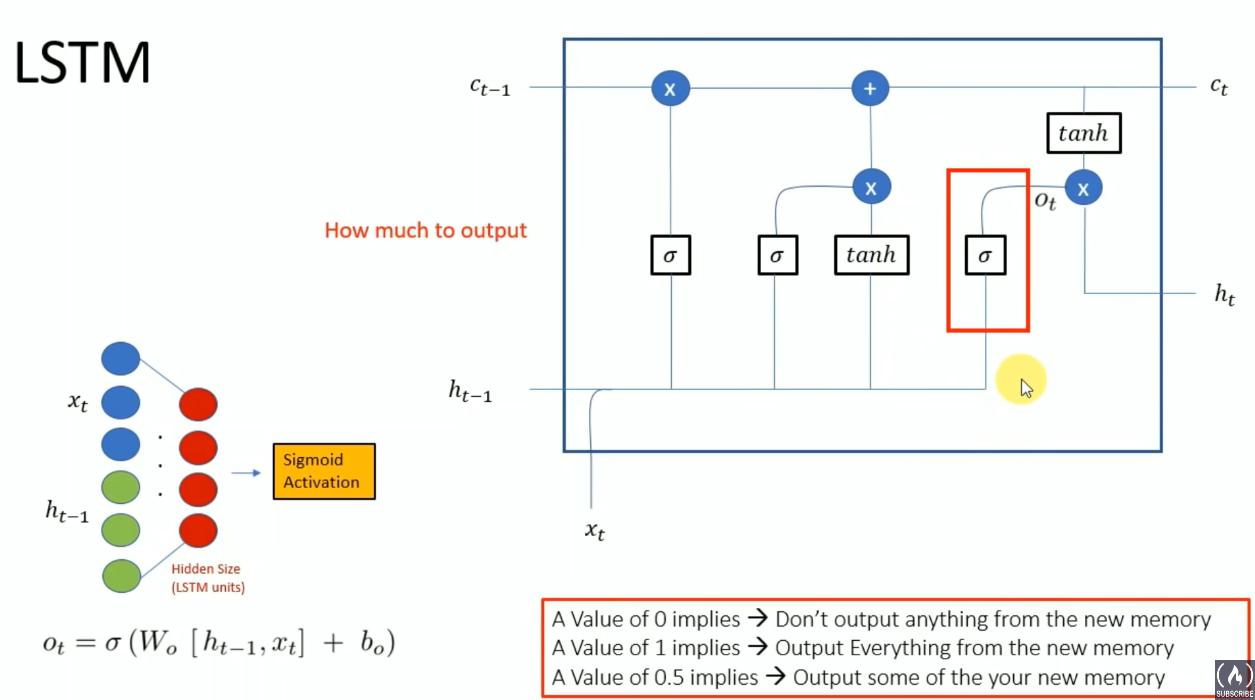 LSTM
c_{t-1}
x
+
c_t
tanh
x
x
o_t
How much to output
σ
σ
tanh
σ
h_t
h_{t-1}
x_t
x_t
Sigmoid
Activation
h_{t-1}
Hidden Size
(LSTM units)
o_t = σ (W_o [h_{t-1}, x_t] + b_o)
A Value of 0 implies → Don't output anything from the new memory
A Value of 1 implies → Output Everything from the new memory
A Value of 0.5 implies → Output some of the your new memory
SUBSCRIBE